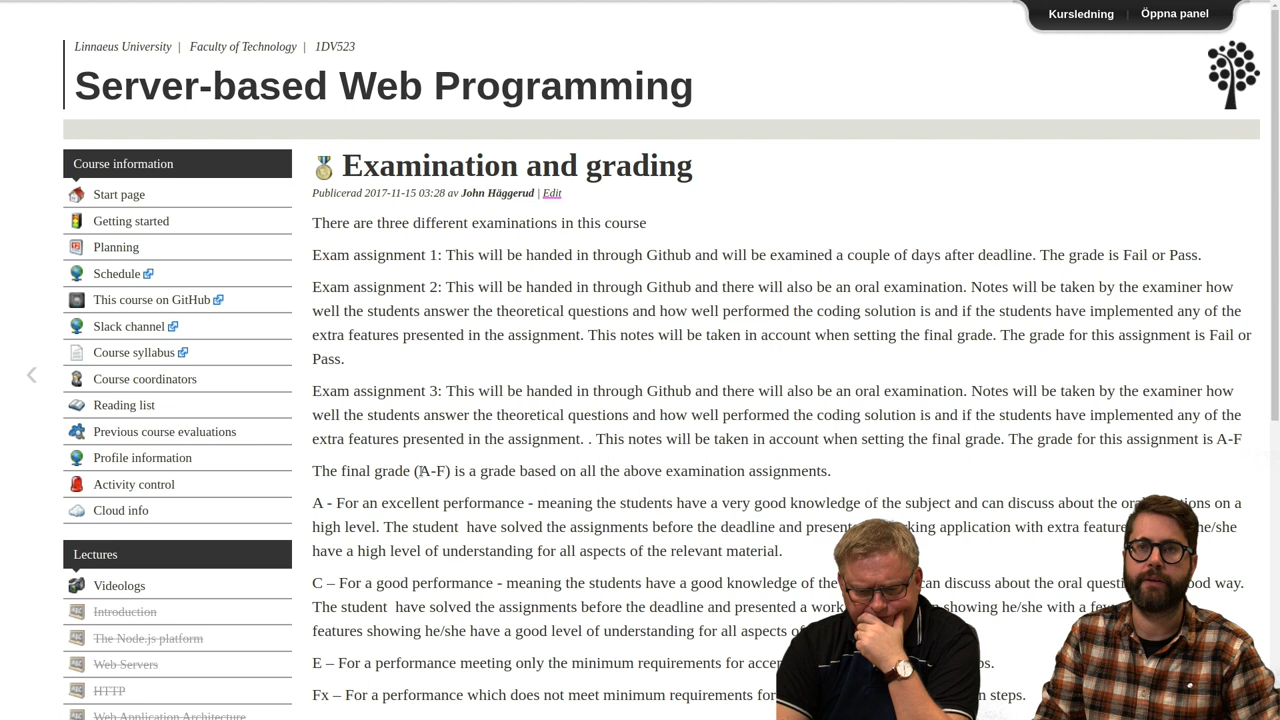 Kursledning | Öppna panel
Linnaeus University | Faculty of Technology | 1DV523
Server-based Web Programming
Course information
Start page
Getting started
Planning
Schedule
This course on GitHub
Slack channel
Course syllabus
Course coordinators
Reading list
Previous course evaluations
Profile information
Activity control
Cloud info
Lectures
Videologs
Introduction
The Node.js platform
Web Servers
HTTP
Web Application Architecture
Examination and grading
Publicerad 2017-11-15 03:28 av John Häggerud | Edit
There are three different examinations in this course
Exam assignment 1: This will be handed in through Github and will be examined a couple of days after deadline. The grade is Fail or Pass.
Exam assignment 2: This will be handed in through Github and there will also be an oral examination. Notes will be taken by the examiner how
well the students answer the theoretical questions and how well performed the coding solution is and if the students have implemented any of the
extra features presented in the assignment. This notes will be taken in account when setting the final grade. The grade for this assignment is Fail or
Pass.
Exam assignment 3: This will be handed in through Github and there will also be an oral examination. Notes will be taken by the examiner how
well the students answer the theoretical questions and how well performed the coding solution is and if the students have implemented any of the
extra features presented in the assignment. . This notes will be taken in account when setting the final grade. The grade for this assignment is A-F
The final grade (A-F) is a grade based on all the above examination assignments.
A - For an excellent performance - meaning the students have a very good knowledge of the subject and can discuss about the oral on a
high level. The student have solved the assignments before the deadline and application with extra he/she
have a high level of understanding for all aspects of the relevant material.
C – For a good performance - meaning the students have a good knowledge of the can discuss about the oral way.
The student have solved the assignments before the deadline and presented a showing he/she with a
features showing he/she have a good level of understanding for all aspects
E – For a performance meeting only the minimum requirements for
Fx – For a performance which does not meet minimum requirements for steps.